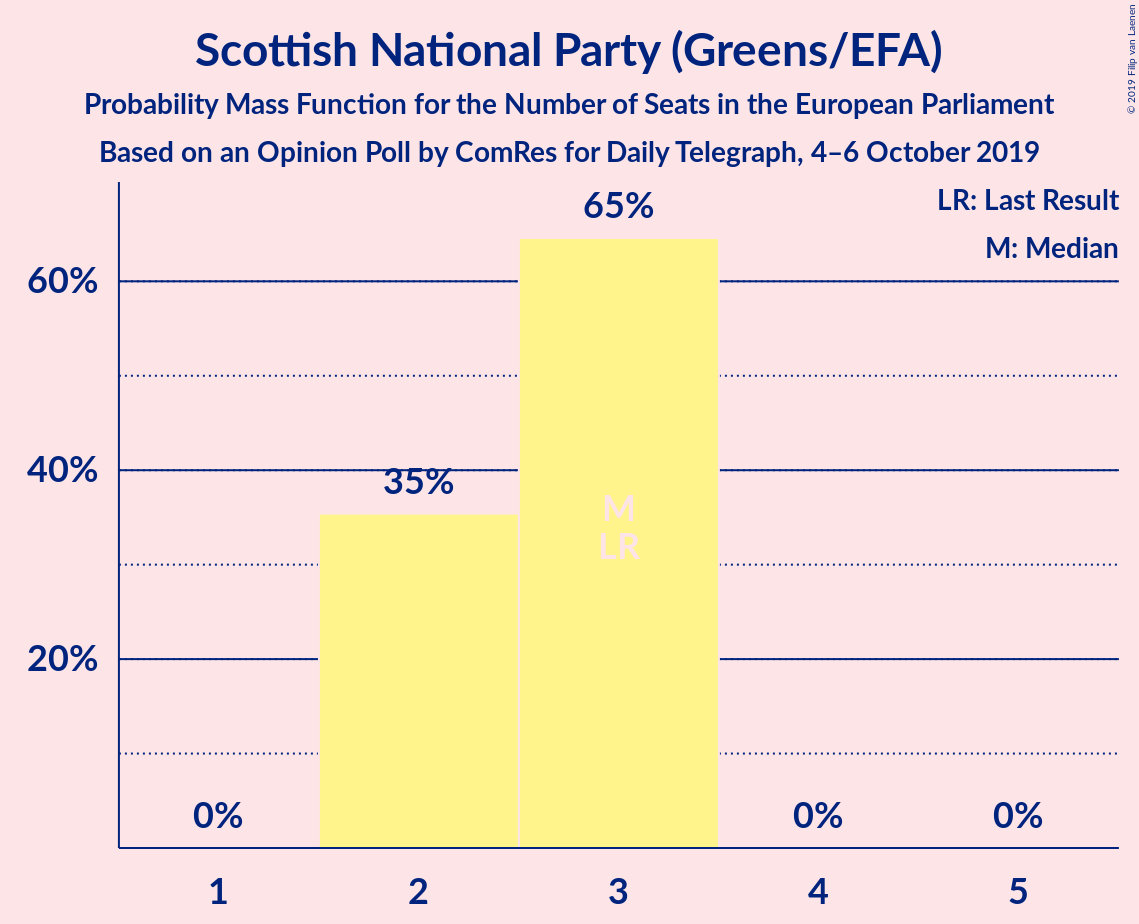 Scottish National Party (Greens/EFA)
Probability Mass Function for the Number of Seats in the European Parliament
Based on an Opinion Poll by ComRes for Daily Telegraph, 4–6 October 2019
© 2019 Filip van Laenen
LR: Last Result
M: Median
65%
60%
40%
35%
M
LR
20%
0%
0%
0%
1
2
3
4
5